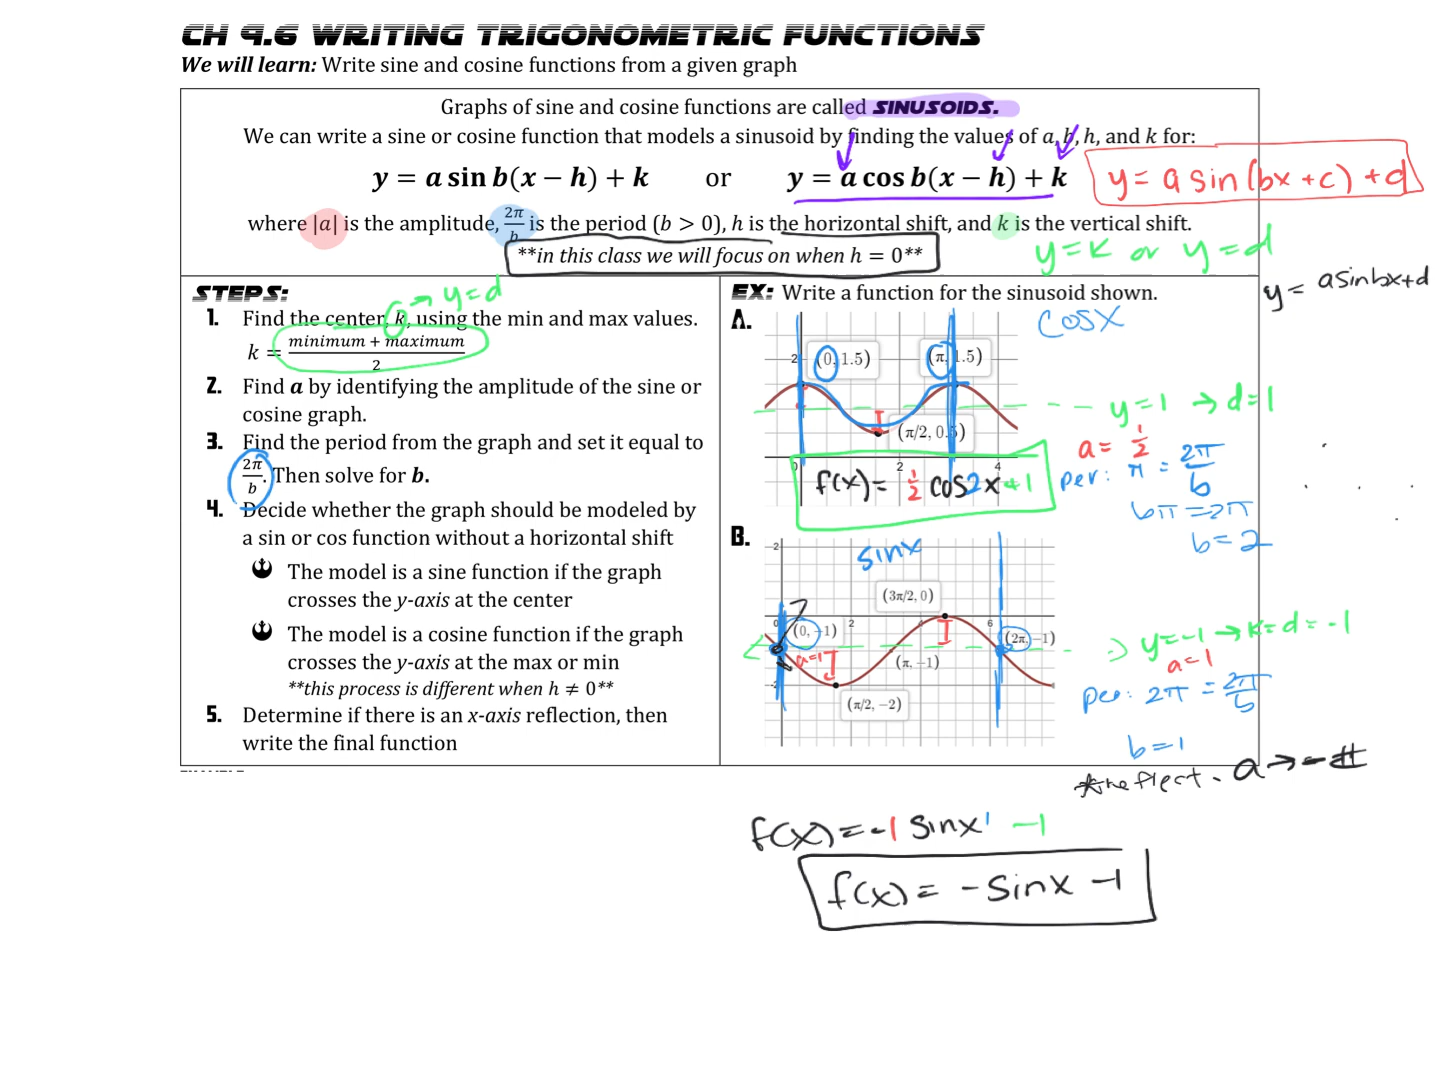 CH 9.6 WRITING TRIGONOMETRIC FUNCTIONS
We will learn: Write sine and cosine functions from a given graph
Graphs of sine and cosine functions are called SINUSOIDS.
We can write a sine or cosine function that models a sinusoid by finding the values of a, b, h, and k for:
y = a sin b(x − h) + k or y = a cos b(x − h) + k
y = a sin (bx + c) + d
where |a| is the amplitude, 2π/b is the period (b > 0), h is the horizontal shift, and k is the vertical shift.
**in this class we will focus on when h = 0**
y=k or y=d
y = asinbx+d
STEPS:
→ y=d
1. Find the center, k, using the min and max values.
k = minimum + maximum / 2
2. Find a by identifying the amplitude of the sine or
cosine graph.
3. Find the period from the graph and set it equal to
2π/b. Then solve for b.
4. Decide whether the graph should be modeled by
a sin or cos function without a horizontal shift
The model is a sine function if the graph
crosses the y-axis at the center
The model is a cosine function if the graph
crosses the y-axis at the max or min
**this process is different when h ≠ 0**
5. Determine if there is an x-axis reflection, then
write the final function
EX: Write a function for the sinusoid shown.
A.
cosx
2
(0, 1.5)
(π, 1.5)
(π/2, 0.5)
0
2
4
y=1 → d=1
a= 1/2
per: π = 2π/b
bπ=2π
b=2
f(x)= 1/2 cos2x+1
B.
sinx
2
(3π/2, 0)
(0, −1)
0
2
6
(2π, −1)
a=1
(π, −1)
-2
(π/2, −2)
y=-1 → k=d=-1
a=1
per: 2π = 2π/b
b=1
*reflect. a→-#
f(x)=-1 sinx1 -1
f(x)= -sinx -1